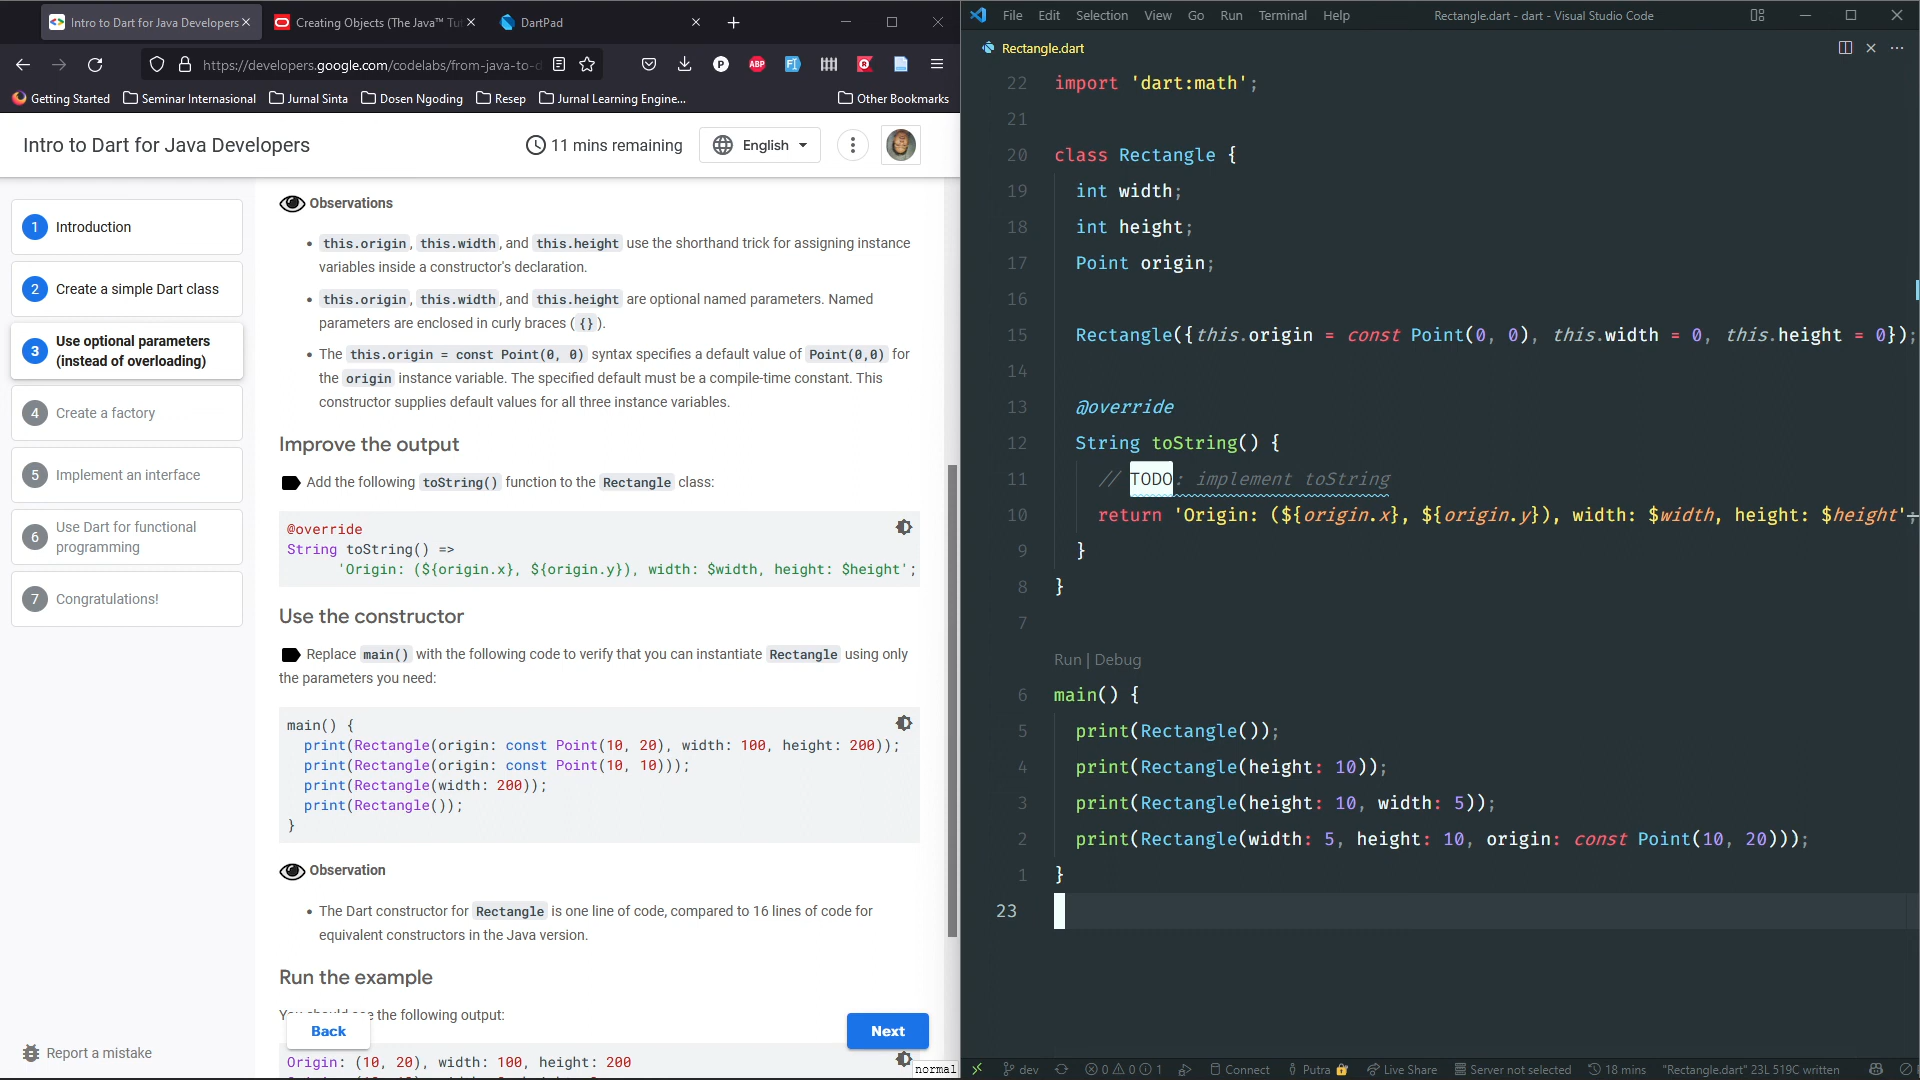 Intro to Dart for Java Developers
Creating Objects (The Java™ Tut
DartPad
https://developers.google.com/codelabs/from-java-to-d
Getting Started
Seminar Internasional
Jurnal Sinta
Dosen Ngoding
Resep
Jurnal Learning Engine...
Other Bookmarks
Intro to Dart for Java Developers
11 mins remaining
English
1 Introduction
2 Create a simple Dart class
3 Use optional parameters
(instead of overloading)
4 Create a factory
5 Implement an interface
6 Use Dart for functional
programming
7 Congratulations!
Report a mistake
Observations
• this.origin, this.width, and this.height use the shorthand trick for assigning instance
variables inside a constructor's declaration.
• this.origin, this.width, and this.height are optional named parameters. Named
parameters are enclosed in curly braces ({}).
• The this.origin = const Point(0, 0) syntax specifies a default value of Point(0,0) for
the origin instance variable. The specified default must be a compile-time constant. This
constructor supplies default values for all three instance variables.
Improve the output
Add the following toString() function to the Rectangle class:
@override
String toString() =>
'Origin: (${origin.x}, ${origin.y}), width: $width, height: $height';
Use the constructor
Replace main() with the following code to verify that you can instantiate Rectangle using only
the parameters you need:
main() {
print(Rectangle(origin: const Point(10, 20), width: 100, height: 200));
print(Rectangle(origin: const Point(10, 10)));
print(Rectangle(width: 200));
print(Rectangle());
}
Observation
• The Dart constructor for Rectangle is one line of code, compared to 16 lines of code for
equivalent constructors in the Java version.
Run the example
the following output:
Back
Next
Origin: (10, 20), width: 100, height: 200
normal
File Edit Selection View Go Run Terminal Help
Rectangle.dart - dart - Visual Studio Code
Rectangle.dart
22 import 'dart:math';
21
20 class Rectangle {
19 int width;
18 int height;
17 Point origin;
16
15 Rectangle({this.origin = const Point(0, 0), this.width = 0, this.height = 0});
14
13 @override
12 String toString() {
11 // TODO: implement toString
10 return 'Origin: (${origin.x}, ${origin.y}), width: $width, height: $height';
9 }
8 }
7
Run | Debug
6 main() {
5 print(Rectangle());
4 print(Rectangle(height: 10));
3 print(Rectangle(height: 10, width: 5));
2 print(Rectangle(width: 5, height: 10, origin: const Point(10, 20)));
1 }
23
dev
0 0 1
Connect
Putra
Live Share
Server not selected
18 mins
"Rectangle.dart" 23L 519C written